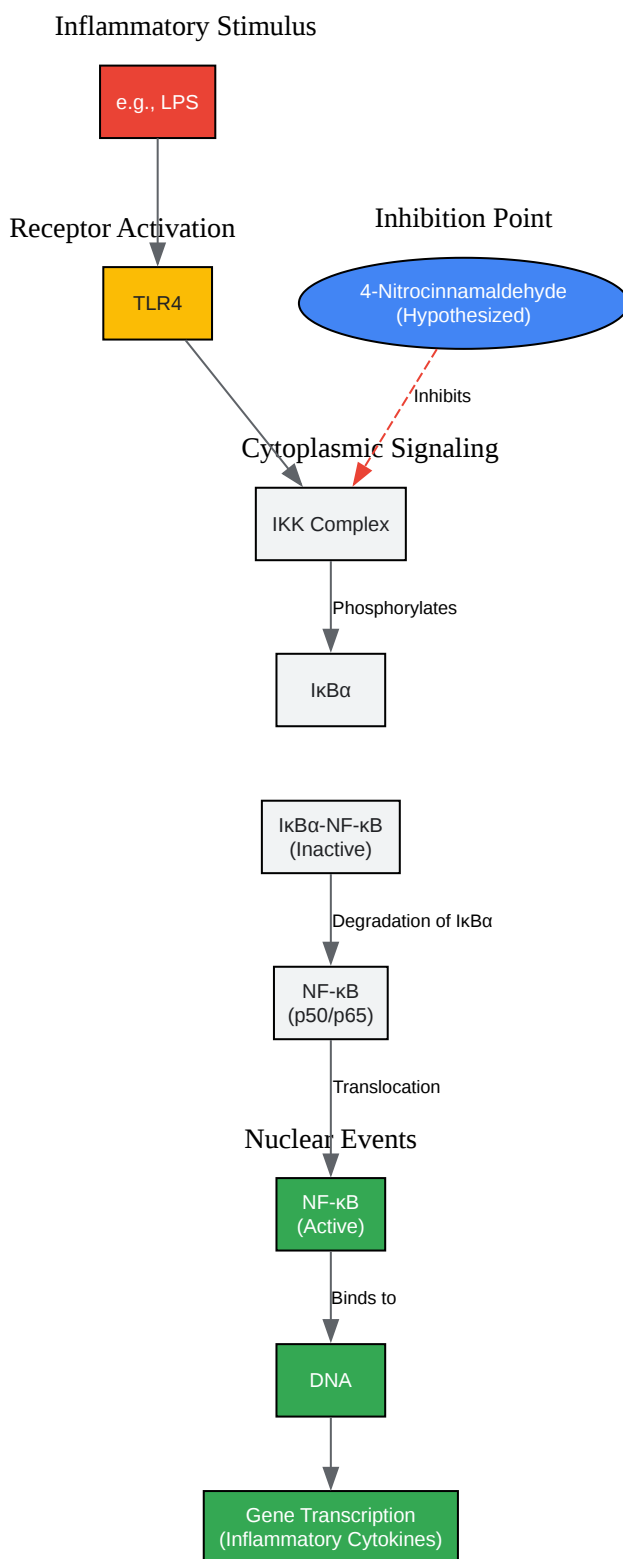 Inflammatory Stimulus
e.g., LPS
Receptor Activation
Inhibition Point
TLR4
4-Nitrocinnamaldehyde
(Hypothesized)
Inhibits
Cytoplasmic Signaling
IKK Complex
Phosphorylates
IκBα
IκBα-NF-κB
(Inactive)
Degradation of IκBα
NF-κB
(p50/p65)
Translocation
Nuclear Events
NF-κB
(Active)
Binds to
DNA
Gene Transcription
(Inflammatory Cytokines)